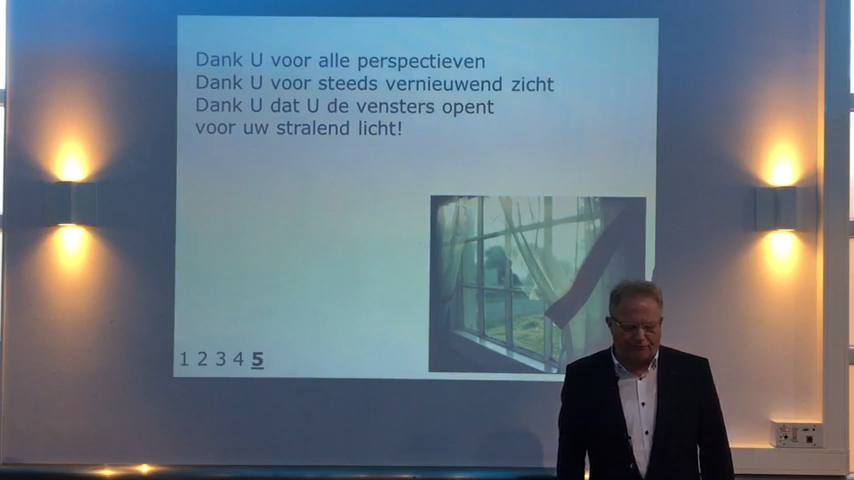 Dank U voor alle perspectieven
Dank U voor steeds vernieuwend zicht
Dank U dat U de vensters opent
voor uw stralend licht!
1 2 3 4 5